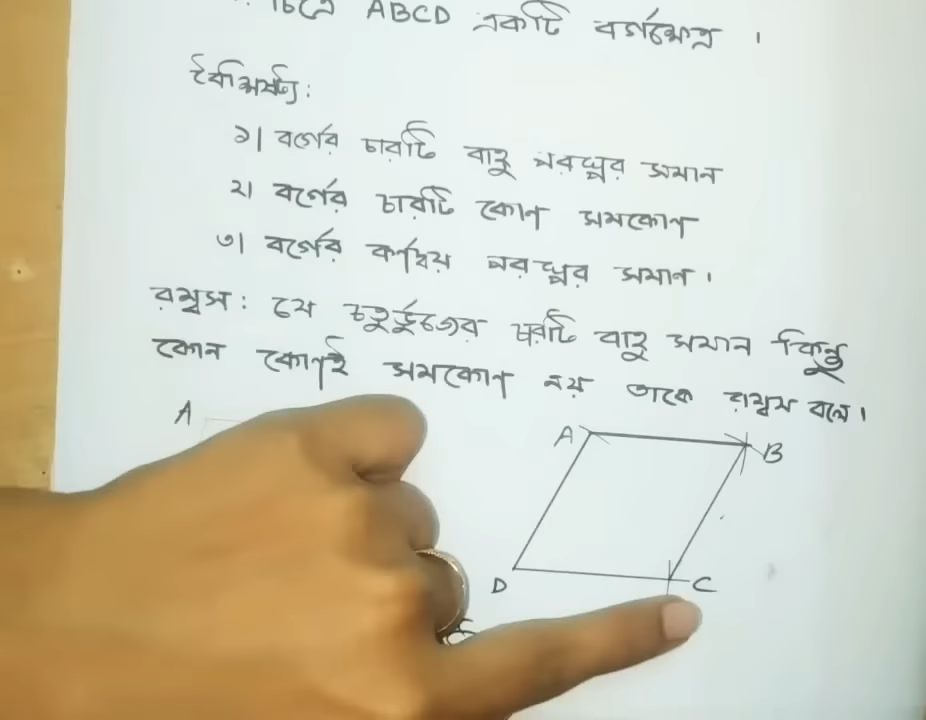 চিত্রে ABCD একটি বর্গক্ষেত্র ।
বৈশিষ্ট্য:
১| বর্গের চারটি বাহু পরস্পর সমান
২| বর্গের চারটি কোণ সমকোণ
৩| বর্গের কর্ণদ্বয় পরস্পর সমান ।
রম্বস: যে চতুর্ভুজের চারটি বাহু সমান কিন্তু
কোন কোণই সমকোণ নয় তাকে রম্বস বলে ।
A
A B
D C